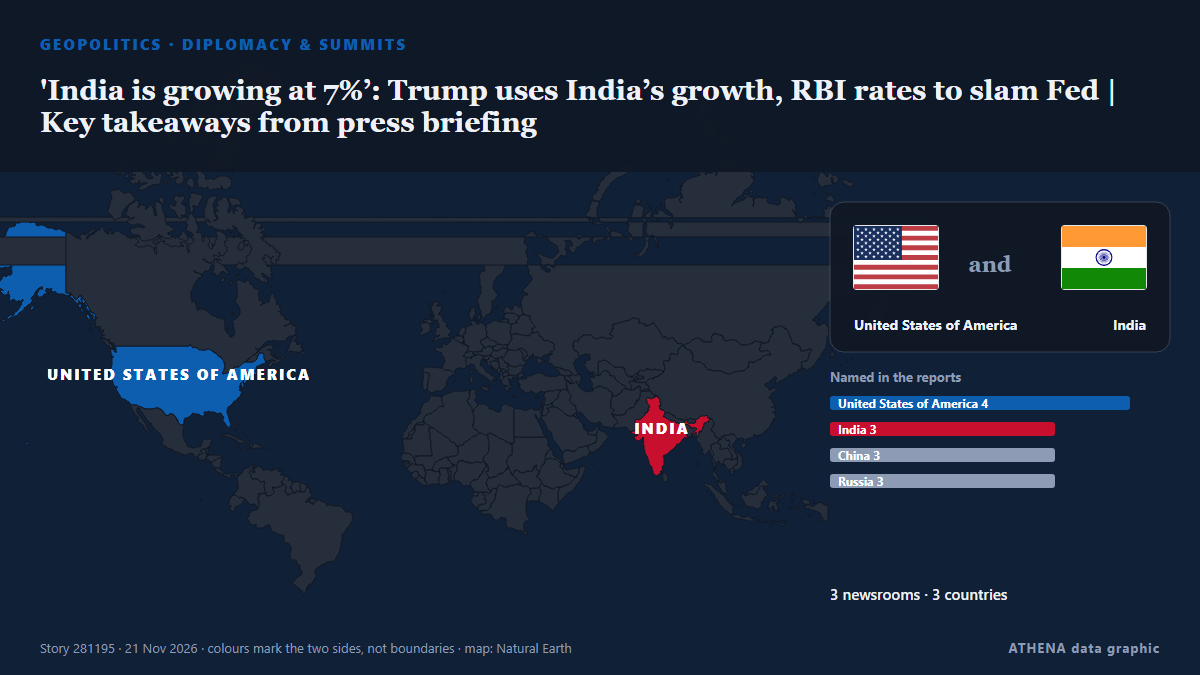 GEOPOLITICS · DIPLOMACY & SUMMITS
'India is growing at 7%’: Trump uses India’s growth, RBI rates to slam Fed |
Key takeaways from press briefing
and
United States of America
India
UNITED STATES OF AMERICA
INDIA
Named in the reports
United States of America 4
India 3
China 3
Russia 3
3 newsrooms · 3 countries
Story 281195 · 21 Nov 2026 · colours mark the two sides, not boundaries · map: Natural Earth
ATHENA data graphic